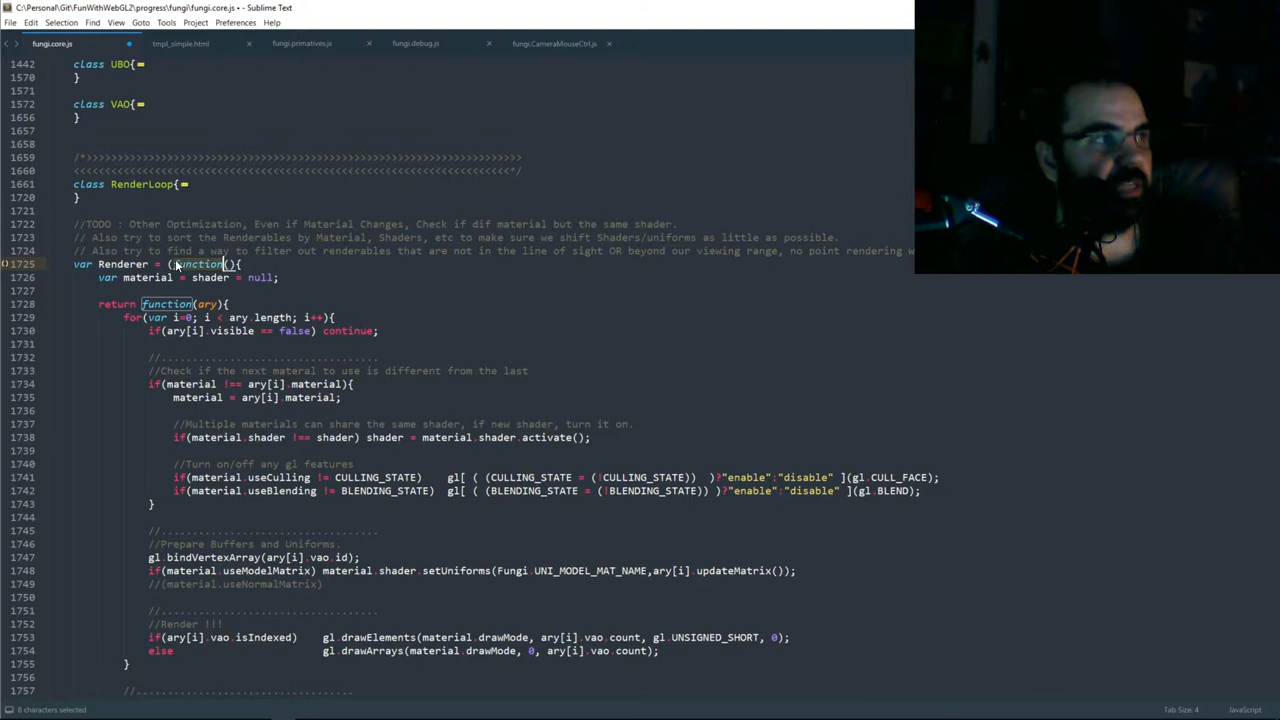 C:\Personal\Git\FunWithWebGL2\progress\fungi\fungi.core.js • - Sublime Text
File Edit Selection Find View Goto Tools Project Preferences Help
fungi.core.js tmpl_simple.html fungi.primatives.js fungi.debug.js fungi.CameraMouseCtrl.js
1442 class UBO{
1570 }
1571
1572 class VAO{
1656 }
1657
1658
1659 /*>>>>>>>>>>>>>>>>>>>>>>>>>>>>>>>>>>>>>>>>>>>>>>>>>>>>>>>>>>>>>>>>>>>>>>
1660 <<<<<<<<<<<<<<<<<<<<<<<<<<<<<<<<<<<<<<<<<<<<<<<<<<<<<<<<<<<<<<<<<<<<<<*/
1661 class RenderLoop{
1720 }
1721
1722 //TODO : Other Optimization, Even if Material Changes, Check if dif material but the same shader.
1723 // Also try to sort the Renderables by Material, Shaders, etc to make sure we shift Shaders/uniforms as little as possible.
1724 // Also try to find a way to filter out renderables that are not in the line of sight OR beyond our viewing range, no point rendering w
1725 var Renderer = (function(){
1726 var material = shader = null;
1727
1728 return function(ary){
1729 for(var i=0; i < ary.length; i++){
1730 if(ary[i].visible == false) continue;
1731
1732 //....................................
1733 //Check if the next materal to use is different from the last
1734 if(material !== ary[i].material){
1735 material = ary[i].material;
1736
1737 //Multiple materials can share the same shader, if new shader, turn it on.
1738 if(material.shader !== shader) shader = material.shader.activate();
1739
1740 //Turn on/off any gl features
1741 if(material.useCulling != CULLING_STATE) gl[ ( (CULLING_STATE = (!CULLING_STATE)) )?"enable":"disable" ](gl.CULL_FACE);
1742 if(material.useBlending != BLENDING_STATE) gl[ ( (BLENDING_STATE = (!BLENDING_STATE)) )?"enable":"disable" ](gl.BLEND);
1743 }
1744
1745 //....................................
1746 //Prepare Buffers and Uniforms.
1747 gl.bindVertexArray(ary[i].vao.id);
1748 if(material.useModelMatrix) material.shader.setUniforms(Fungi.UNI_MODEL_MAT_NAME,ary[i].updateMatrix());
1749 //(material.useNormalMatrix)
1750
1751 //....................................
1752 //Render !!!
1753 if(ary[i].vao.isIndexed) gl.drawElements(material.drawMode, ary[i].vao.count, gl.UNSIGNED_SHORT, 0);
1754 else gl.drawArrays(material.drawMode, 0, ary[i].vao.count);
1755 }
1756
1757 //....................................
8 characters selected Tab Size: 4 JavaScript